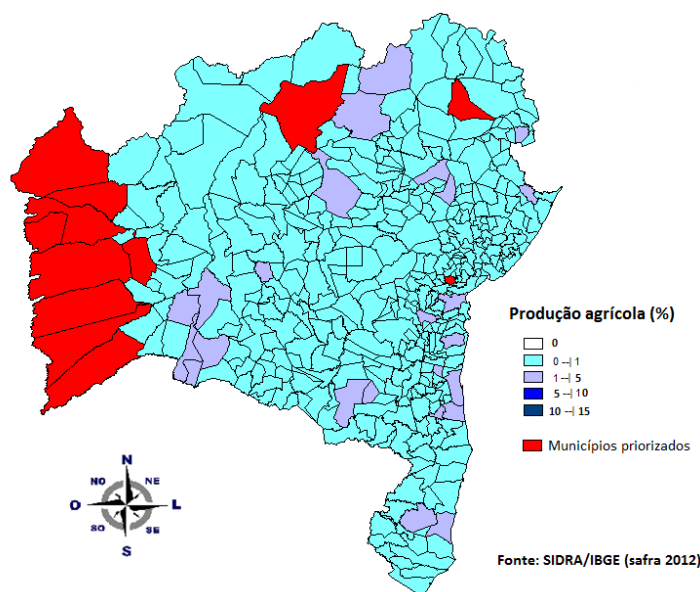 Produção agrícola (%)
0
0 --| 1
1 --| 5
5 --| 10
10 --| 15
Municípios priorizados
N
NO NE
O L
SO SE
S
Fonte: SIDRA/IBGE (safra 2012)